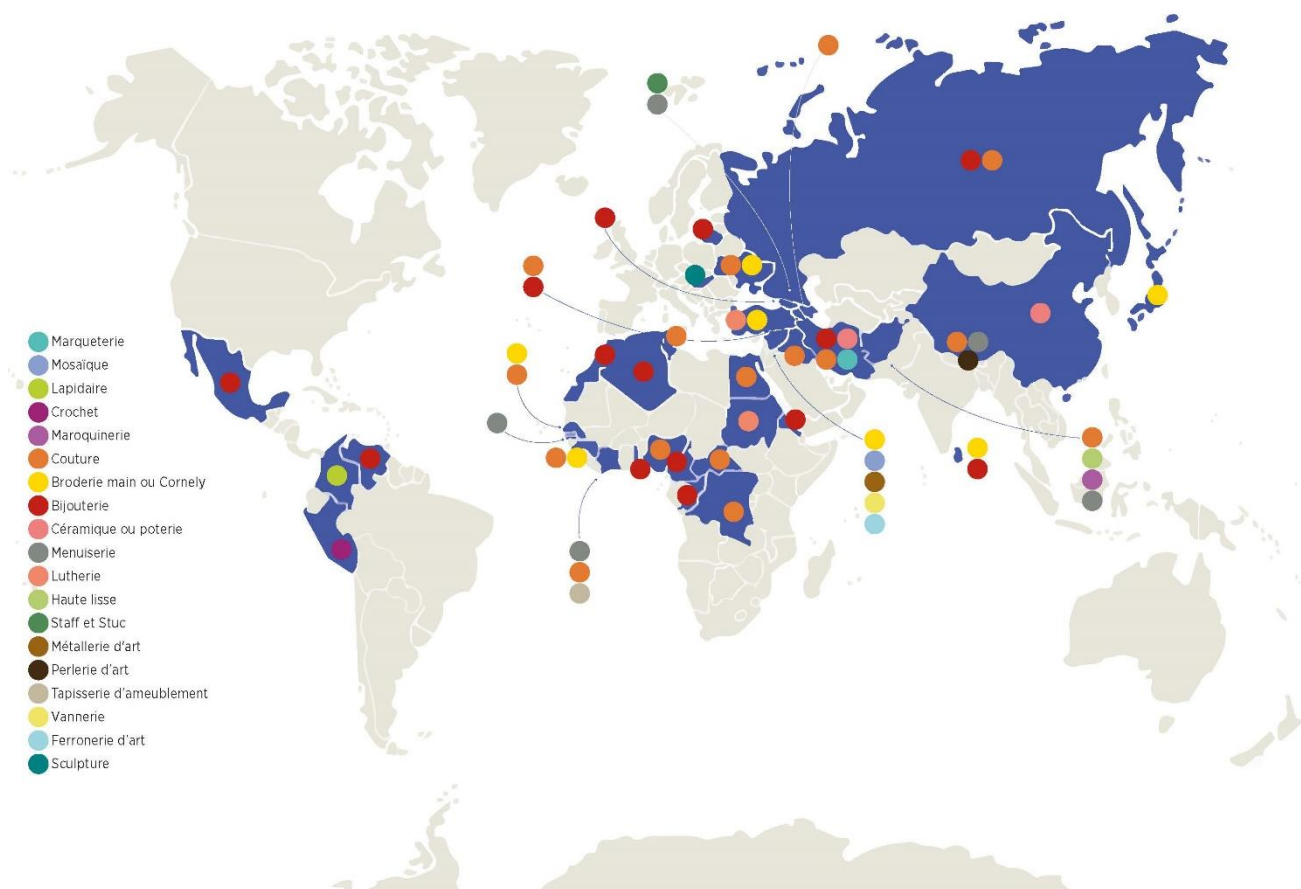 Marqueterie
Mosaïque
Lapidaire
Crochet
Maroquinerie
Couture
Broderie main ou Cornely
Bijouterie
Céramique ou poterie
Menuiserie
Lutherie
Haute lisse
Staff et Stuc
Métallerie d'art
Perlerie d'art
Tapisserie d'ameublement
Vannerie
Ferronerie d'art
Sculpture